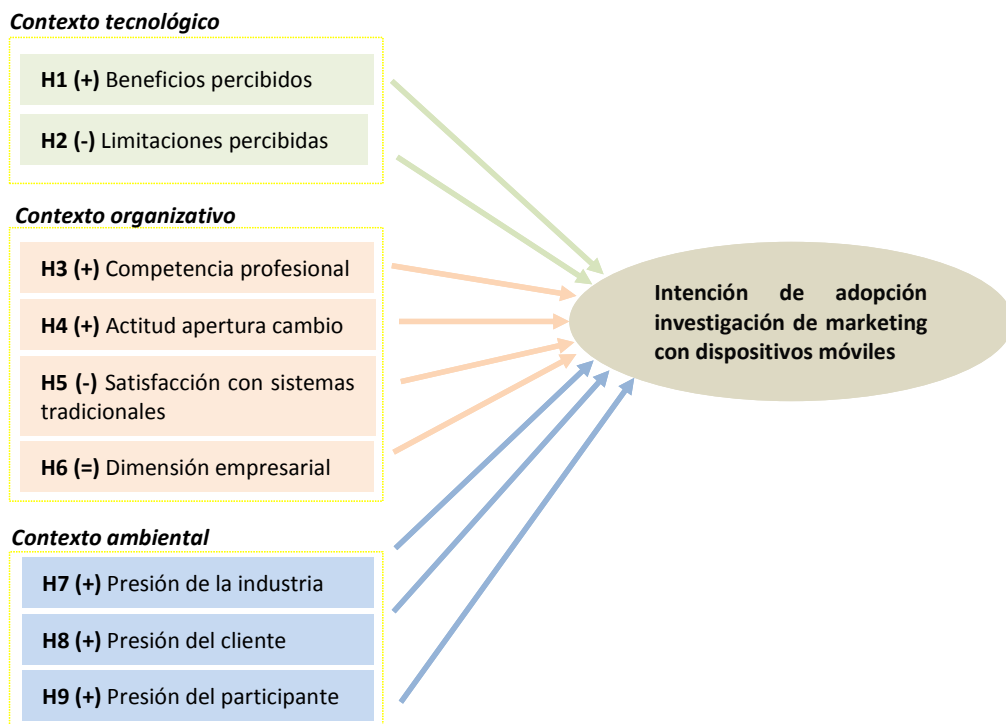 Contexto tecnológico
H1 (+) Beneficios percibidos
H2 (-) Limitaciones percibidas
Contexto organizativo
H3 (+) Competencia profesional
H4 (+) Actitud apertura cambio
H5 (-) Satisfacción con sistemas
tradicionales
H6 (=) Dimensión empresarial
Contexto ambiental
H7 (+) Presión de la industria
H8 (+) Presión del cliente
H9 (+) Presión del participante
Intención de adopción
investigación de marketing
con dispositivos móviles